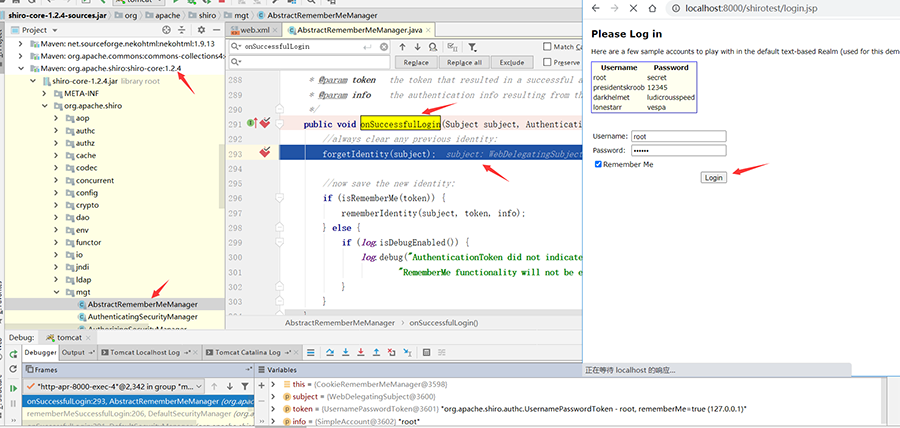 shiro-core-1.2.4-sources.jar org apache shiro mgt AbstractRememberMeManager
tomcat
Project
Maven: net.sourceforge.nekohtml:nekohtml:1.9.13
Maven: org.apache.commons:commons-collections4:
Maven: org.apache.shiro:shiro-core:1.2.4
shiro-core-1.2.4.jar library root
META-INF
org.apache.shiro
aop
authc
authz
cache
codec
concurrent
config
crypto
dao
env
functor
io
jndi
ldap
mgt
AbstractRememberMeManager
AuthenticatingSecurityManager
AuthorizingSecurityManager
web.xml
AbstractRememberMeManager.java
onSuccessfulLogin
Match C
Replace
Replace all
Exclude
Preserve
288 * @param token the token that resulted in a successful a
* @param info the authentication info resulting from th
290 */
291 public void onSuccessfulLogin(Subject subject, Authentica
292 //always clear any previous identity:
293 forgetIdentity(subject); subject: WebDelegatingSubject
295 //now save the new identity:
296 if (isRememberMe(token)) {
297 rememberIdentity(subject, token, info);
298 } else {
299 if (log.isDebugEnabled()) {
300 log.debug("AuthenticationToken did not indicate
301 "RememberMe functionality will not be e
302 }
303 }
AbstractRememberMeManager onSuccessfulLogin()
localhost:8000/shirotest/login.jsp
Please Log in
Here are a few sample accounts to play with in the default text-based Realm (used for this dem
Username Password
root secret
presidentskroob 12345
darkhelmet ludicrousspeed
lonestarr vespa
Username: root
Password: ••••••
Remember Me
Login
正在等待 localhost 的响应...
Debug: tomcat
Debugger Output Tomcat Localhost Log Tomcat Catalina Log
Frames
"http-apr-8000-exec-4"@2,342 in group "m...
onSuccessfulLogin:293, AbstractRememberMeManager (org.apa
rememberMeSuccessfulLogin:206, DefaultSecurityManager (org.
onSuccessfulLogin:291, DefaultSecurityManager (org.apache
Variables
this = {CookieRememberMeManager@3598}
subject = {WebDelegatingSubject@3600}
token = {UsernamePasswordToken@3601} "org.apache.shiro.authc.UsernamePasswordToken - root, rememberMe=true (127.0.0.1)"
info = {SimpleAccount@3602} "root"